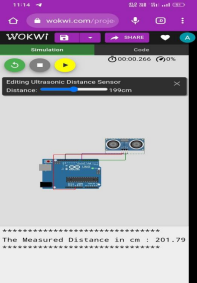 11:14
wokwi.com/proje
WOKWI
SHARE
A
Simulation
Code
00:00.266
0%
Editing Ultrasonic Distance Sensor
Distance:
199cm
*******************************
The Measured Distance in cm : 201.79
*******************************